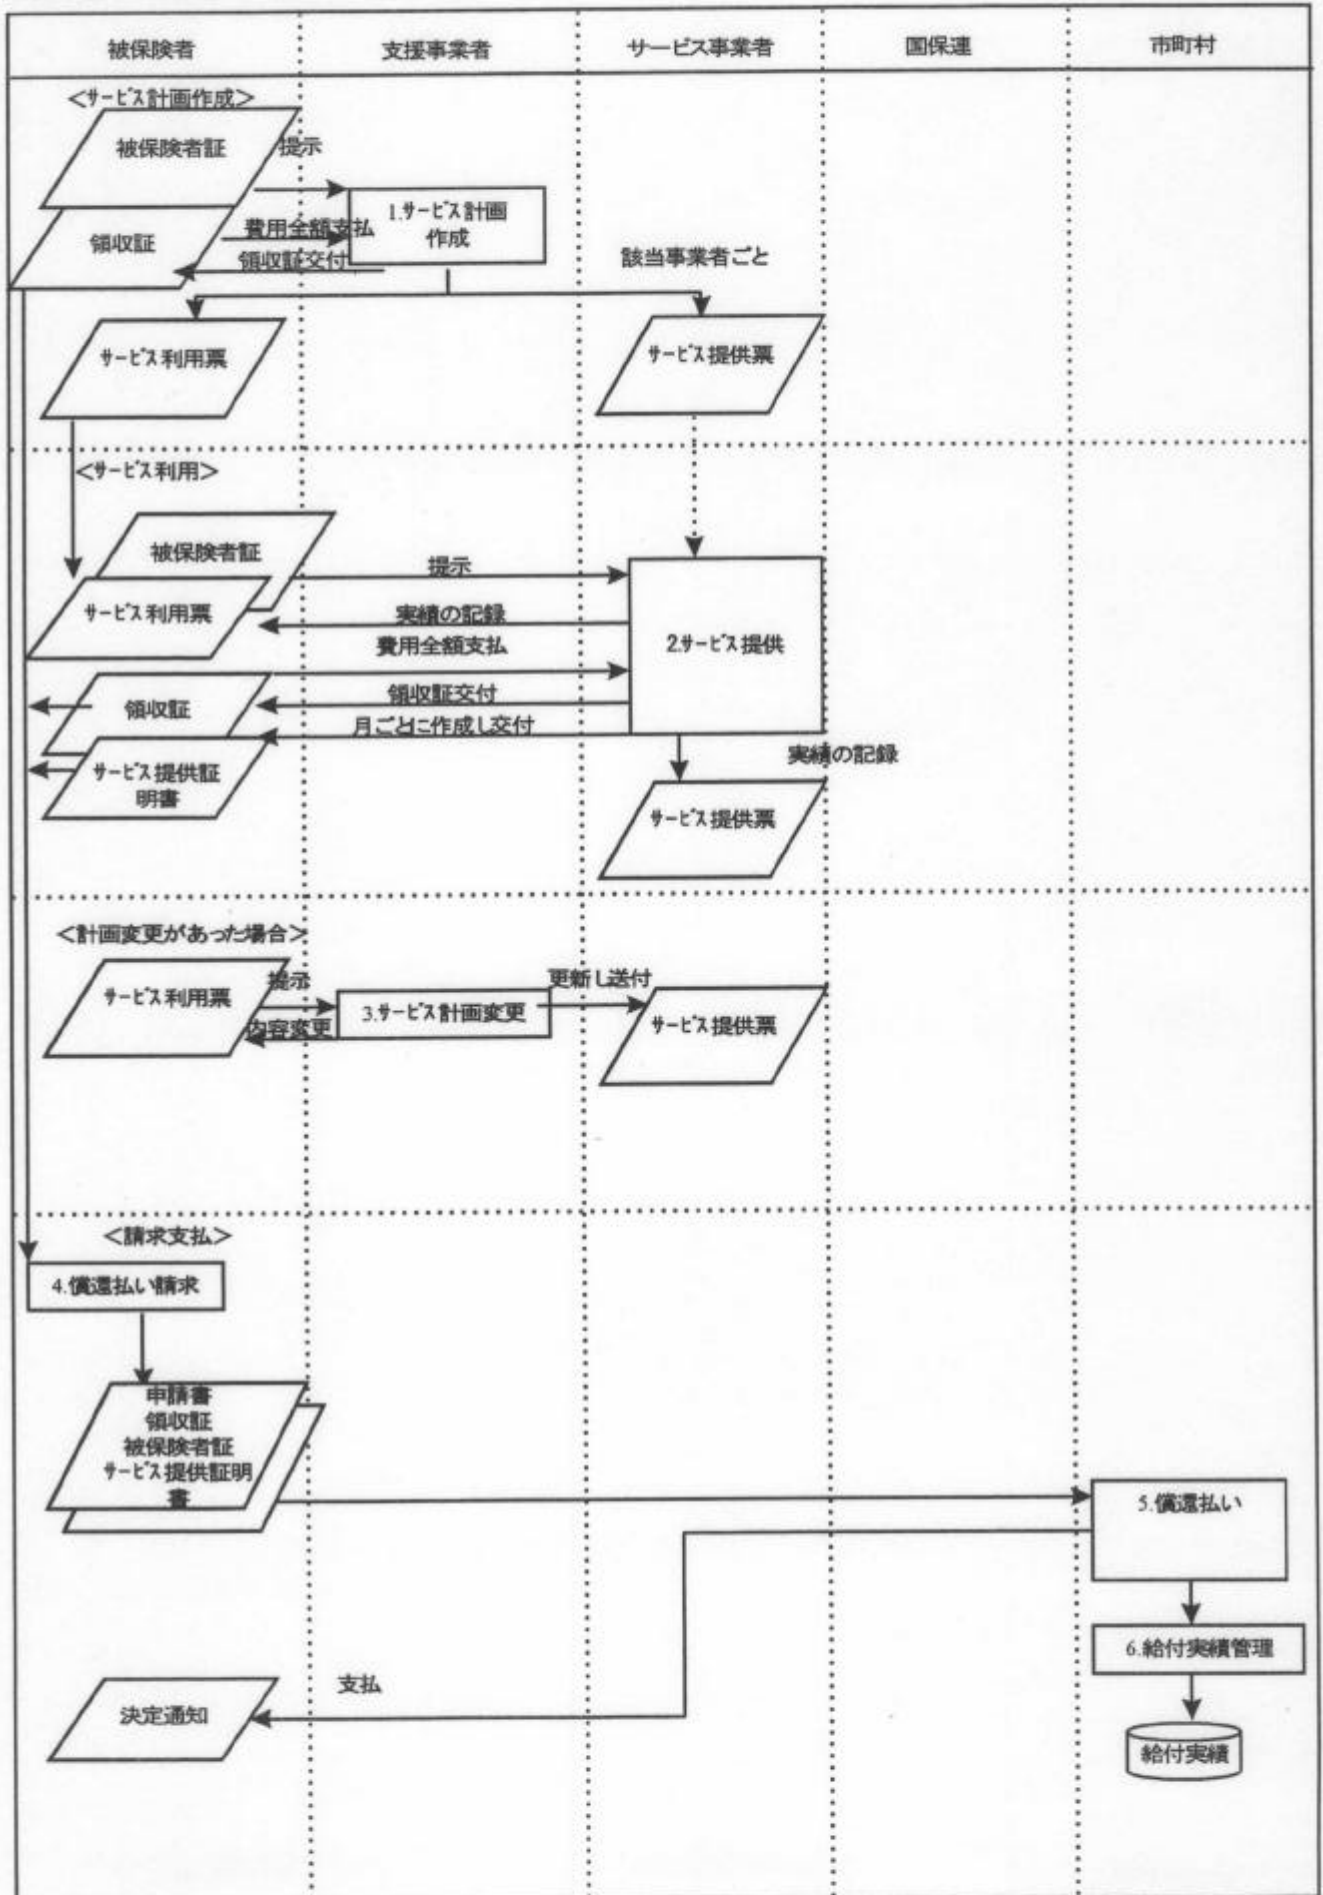 被保険者
支援事業者
サービス事業者
国保連
市町村
＜サービス計画作成＞
被保険者証
提示
1.サービス計画
作成
領収証
費用全額支払
領収証交付
該当事業者ごと
サービス利用票
サービス提供票
＜サービス利用＞
被保険者証
提示
サービス利用票
実績の記録
2.サービス提供
費用全額支払
領収証
領収証交付
月ごとに作成し交付
サービス提供証
明書
実績の記録
サービス提供票
＜計画変更があった場合＞
サービス利用票
提示
内容変更
3.サービス計画変更
更新し送付
サービス提供票
＜請求支払＞
4.償還払い請求
申請書
領収証
被保険者証
サービス提供証明
書
5.償還払い
6.給付実績管理
支払
決定通知
給付実績